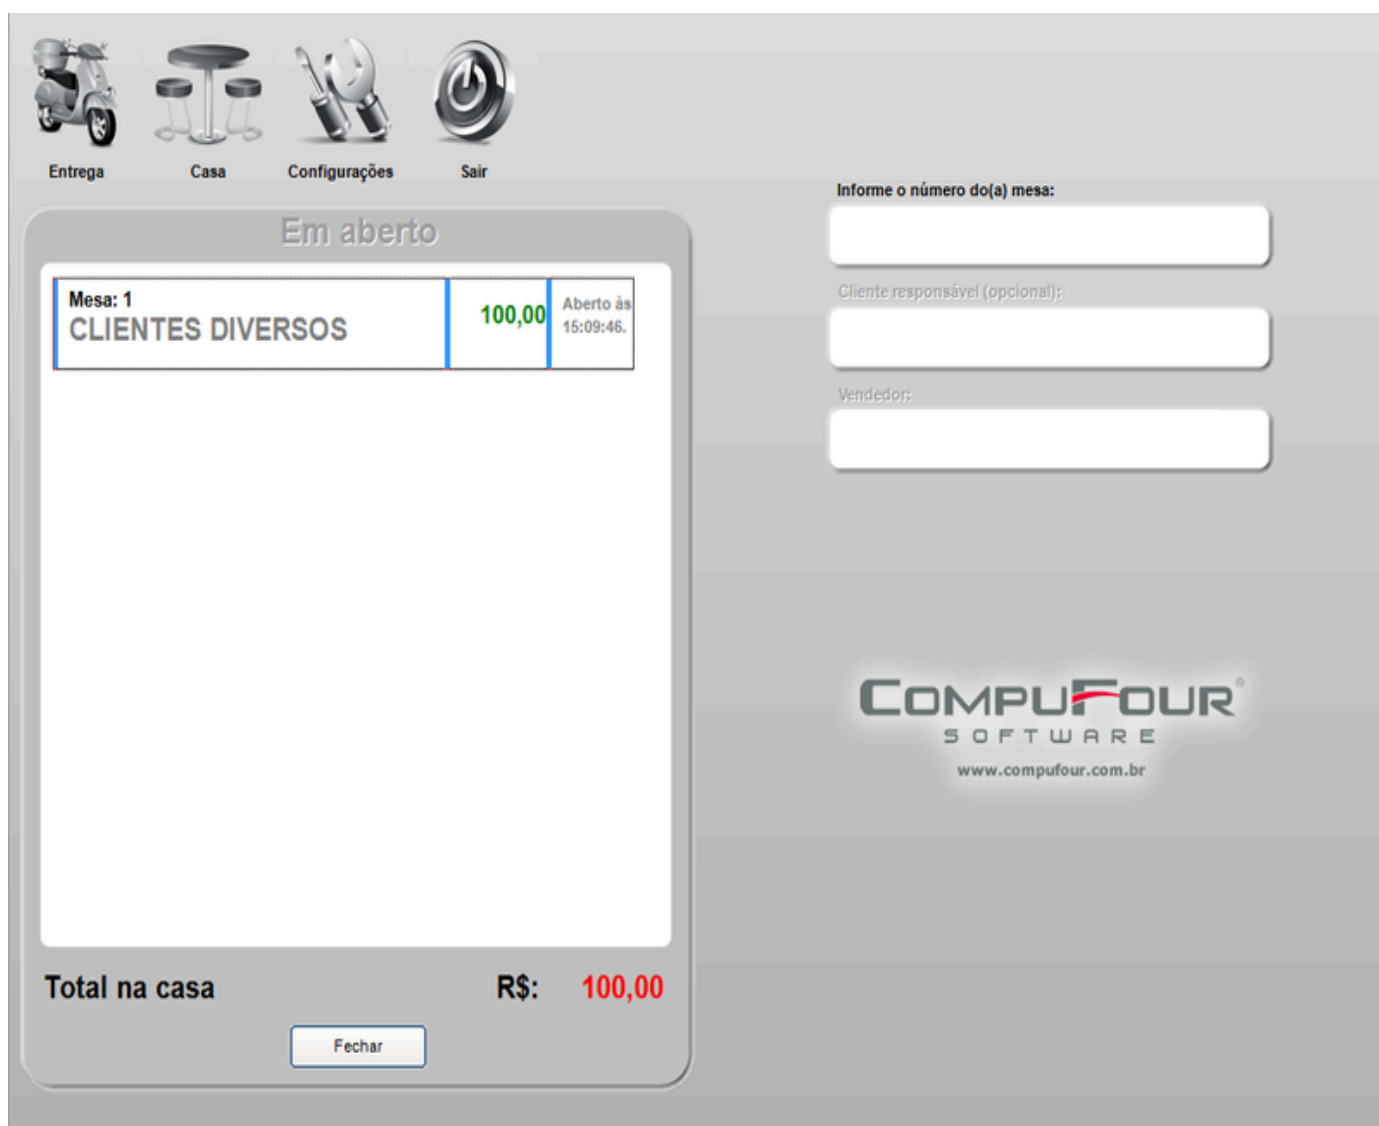 Entrega Casa Configurações Sair
Em aberto
Mesa: 1
CLIENTES DIVERSOS
100,00
Aberto às
15:09:46.
Total na casa R$: 100,00
Fechar
Informe o número do(a) mesa:
Cliente responsável (opcional):
Vendedor:
COMPUFOUR®
SOFTWARE
www.compufour.com.br